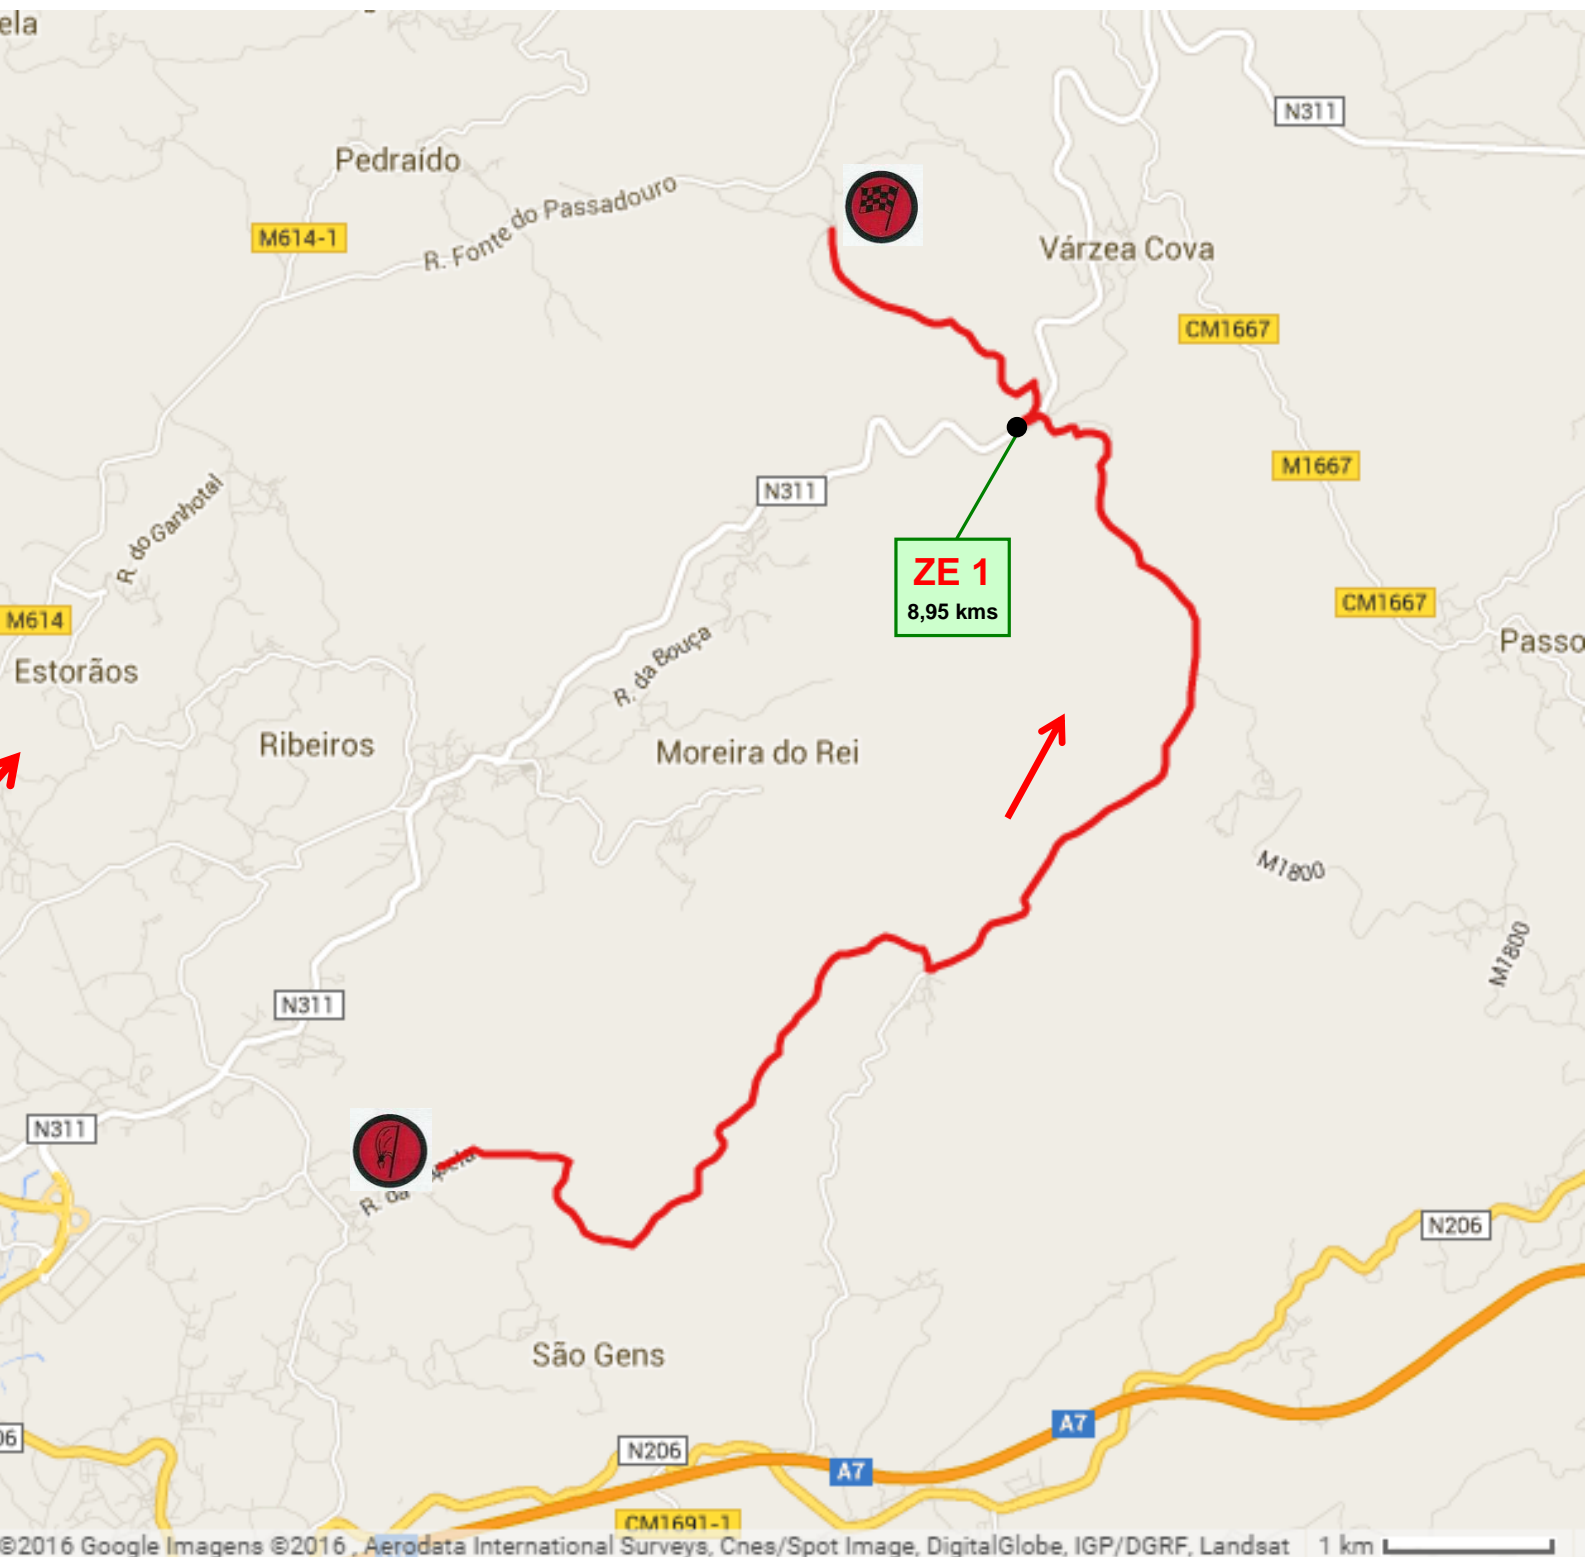 ela
N311
Pedraído
R. Fonte do Passadouro
M614-1
Várzea Cova
CM1667
M1667
R. do Ganhotal
N311
ZE 1
8,95 kms
CM1667
M614
R. da Bouça
Passo
Estorãos
Ribeiros
Moreira do Rei
M1800
M1800
N311
N311
R. da
N206
São Gens
A7
06
N206
A7
CM1691-1
©2016 Google Imagens ©2016 , Aerodata International Surveys, Cnes/Spot Image, DigitalGlobe, IGP/DGRF, Landsat 1 km